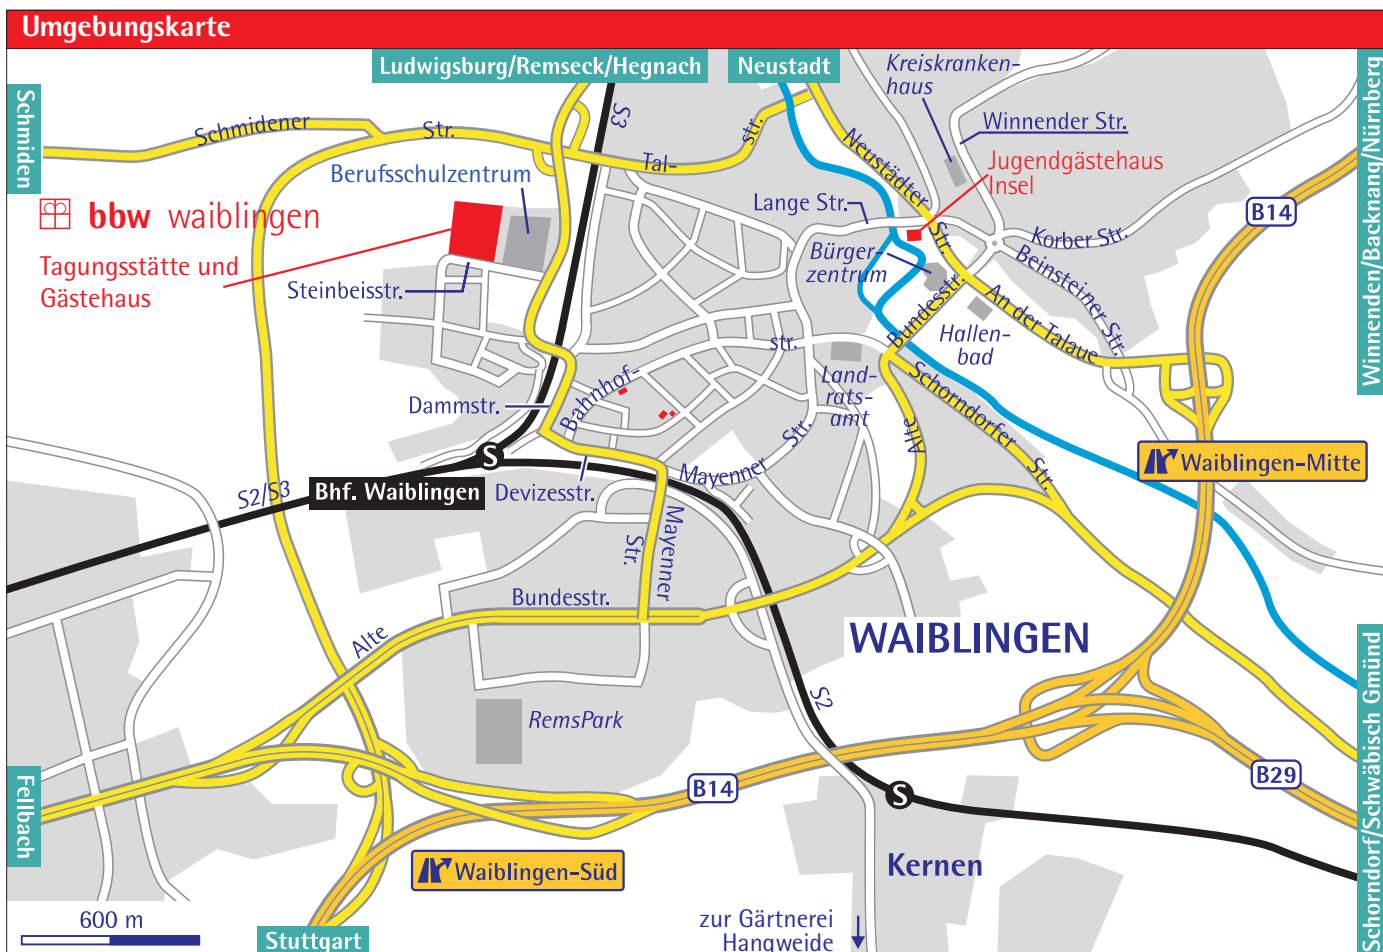 Umgebungskarte
Ludwigsburg/Remseck/Hegnach
Neustadt
Kreiskranken-
haus
Winnenden/Backnang/Nürnberg
Schmiden
Schmidener
Str.
S3
Tal-
str.
Neustädter
Str.
Winnender Str.
Jugendgästehaus
Insel
Berufsschulzentrum
bbw waiblingen
Lange Str.
B14
Korber Str.
Tagungsstätte und
Gästehaus
Steinbeisstr.
Bürger-
zentrum
Beinsteiner Str.
Bundesstr.
An der Talaue
Hallen-
bad
str.
Bahnhof-
Land-
rats-
amt
Schorndorfer
Str.
Dammstr.
Alte
Mayenner
Str.
Waiblingen-Mitte
S
S2/S3
Bhf. Waiblingen
Devizesstr.
Mayenner
Str.
Bundesstr.
Alte
WAIBLINGEN
S2
RemsPark
Schorndorf/Schwäbisch Gmünd
Fellbach
B14
S
B29
Waiblingen-Süd
Kernen
600 m
zur Gärtnerei
Hangweide
Stuttgart